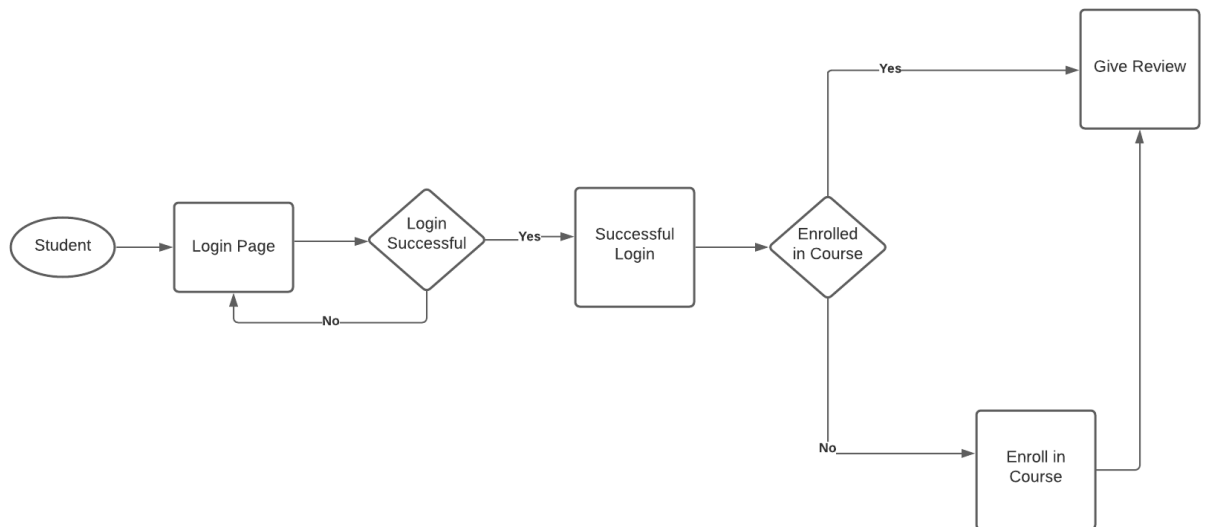 Student
Login Page
Login
Successful
No
Yes
Successful
Login
Enrolled
in Course
Yes
Give Review
No
Enroll in
Course